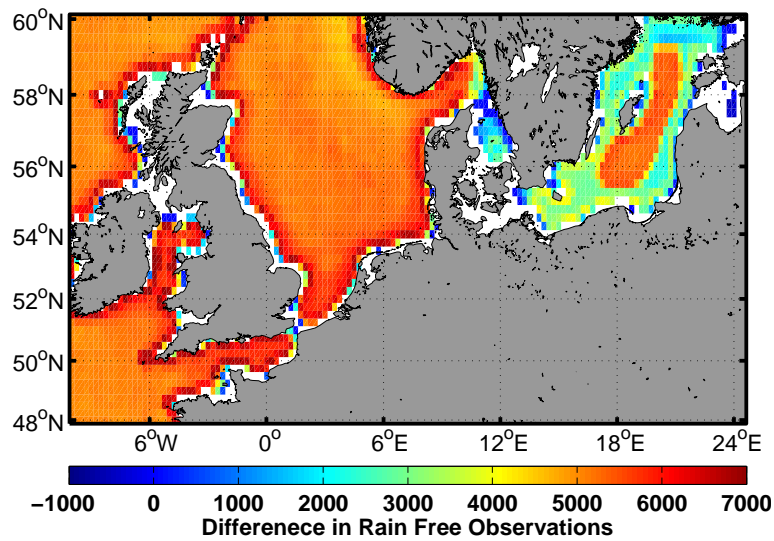 60°N
58°N
56°N
54°N
52°N
50°N
48°N
6°W 0° 6°E 12°E 18°E 24°E
−1000 0 1000 2000 3000 4000 5000 6000 7000
Differenece in Rain Free Observations